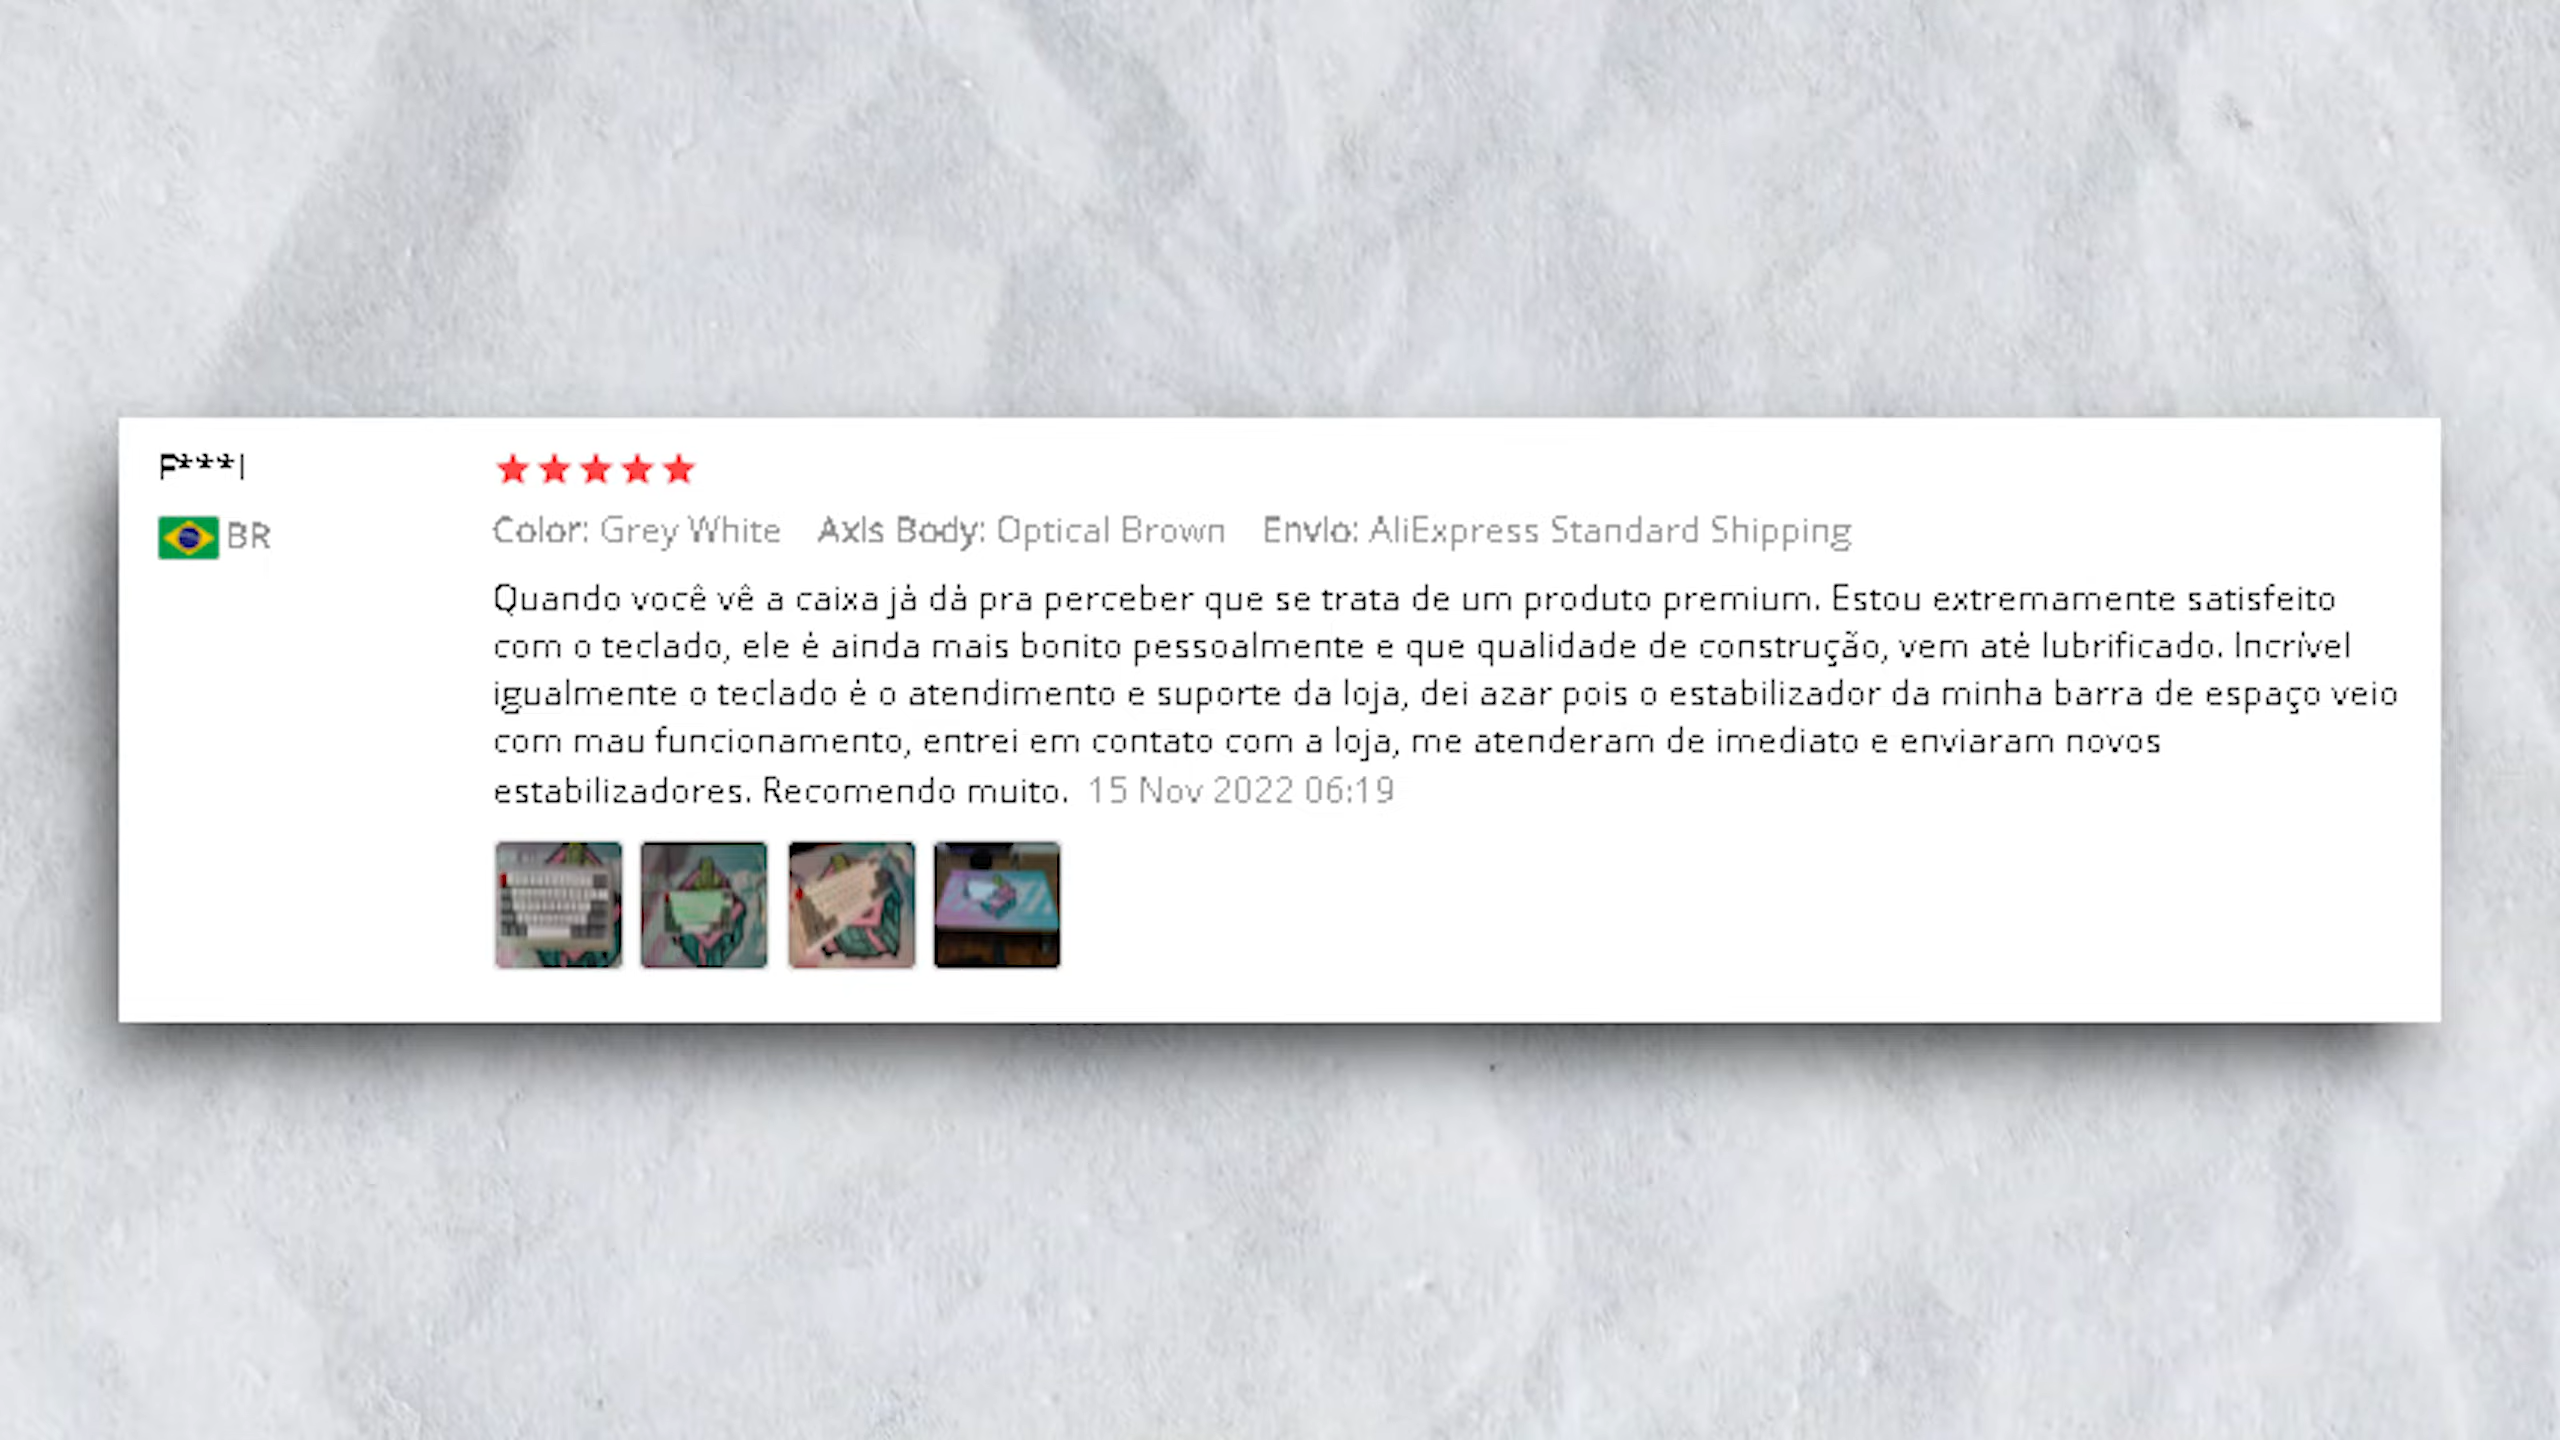 F***l
BR
Color: Grey White Axis Body: Optical Brown Envio: AliExpress Standard Shipping
Quando você vê a caixa já dá pra perceber que se trata de um produto premium. Estou extremamente satisfeito
com o teclado, ele é ainda mais bonito pessoalmente e que qualidade de construção, vem até lubrificado. Incrível
igualmente o teclado é o atendimento e suporte da loja, dei azar pois o estabilizador da minha barra de espaço veio
com mau funcionamento, entrei em contato com a loja, me atenderam de imediato e enviaram novos
estabilizadores. Recomendo muito. 15 Nov 2022 06:19